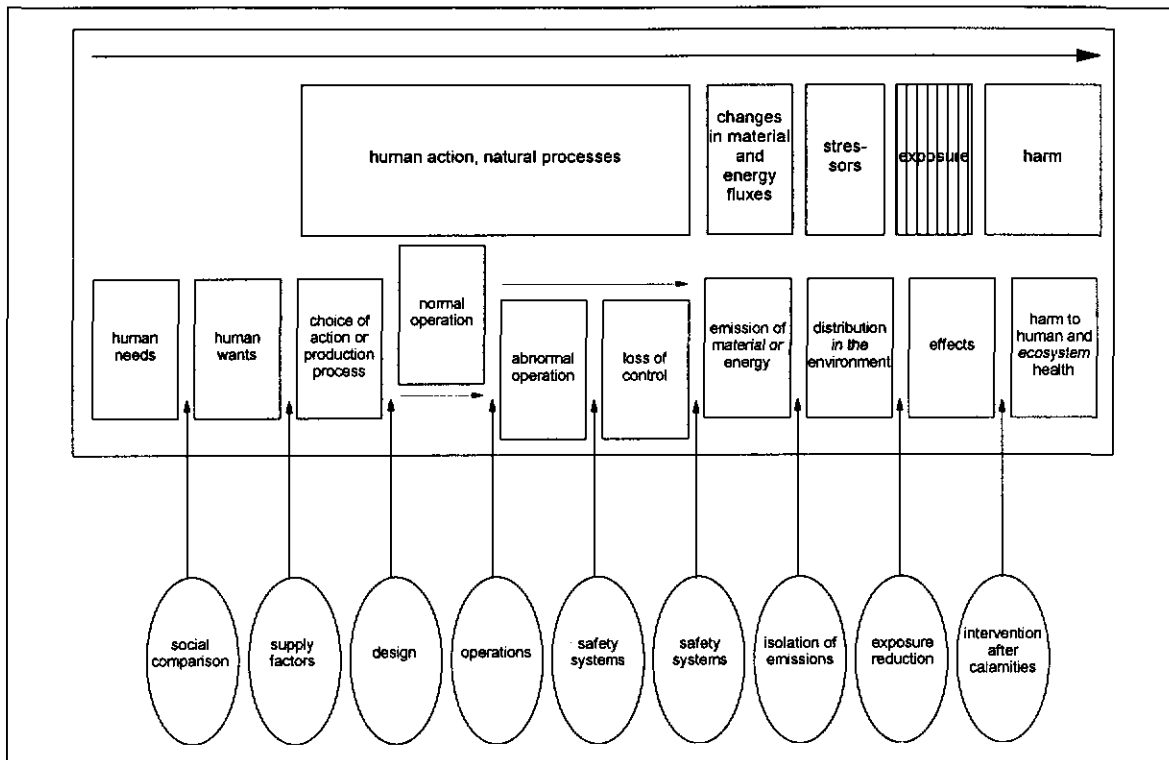 human action, natural processes
changes
in material
and
energy
fluxes
stres-
sors
exposure
harm
human
needs
human
wants
choice of
action or
production
process
normal
operation
abnormal
operation
loss of
control
emission of
material or
energy
distribution
in the
environment
effects
harm to
human and
ecosystem
health
social
comparison
supply
factors
design
operations
safety
systems
safety
systems
isolation of
emissions
exposure
reduction
intervention
after
calamities